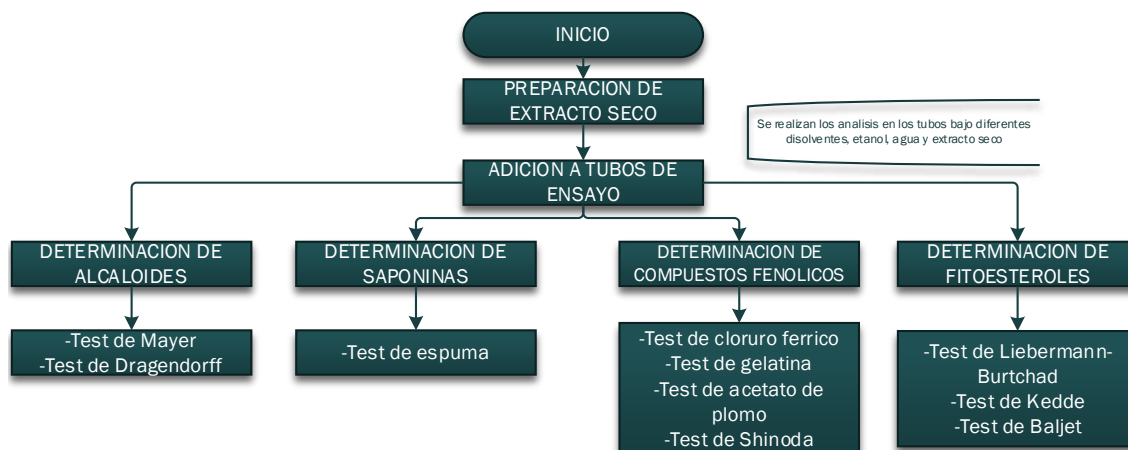 INICIO
PREPARACION DE
EXTRACTO SECO
Se realizan los analisis en los tubos bajo diferentes
disolventes, etanol, agua y extracto seco
ADICION A TUBOS DE
ENSAYO
DETERMINACION DE
ALCALOIDES
DETERMINACION DE
SAPONINAS
DETERMINACION DE
COMPUESTOS FENOLICOS
DETERMINACION DE
FITOESTEROLES
-Test de Mayer
-Test de Dragendorff
-Test de espuma
-Test de cloruro ferrico
-Test de gelatina
-Test de acetato de
plomo
-Test de Shinoda
-Test de Liebermann-
Burtchad
-Test de Kedde
-Test de Baljet